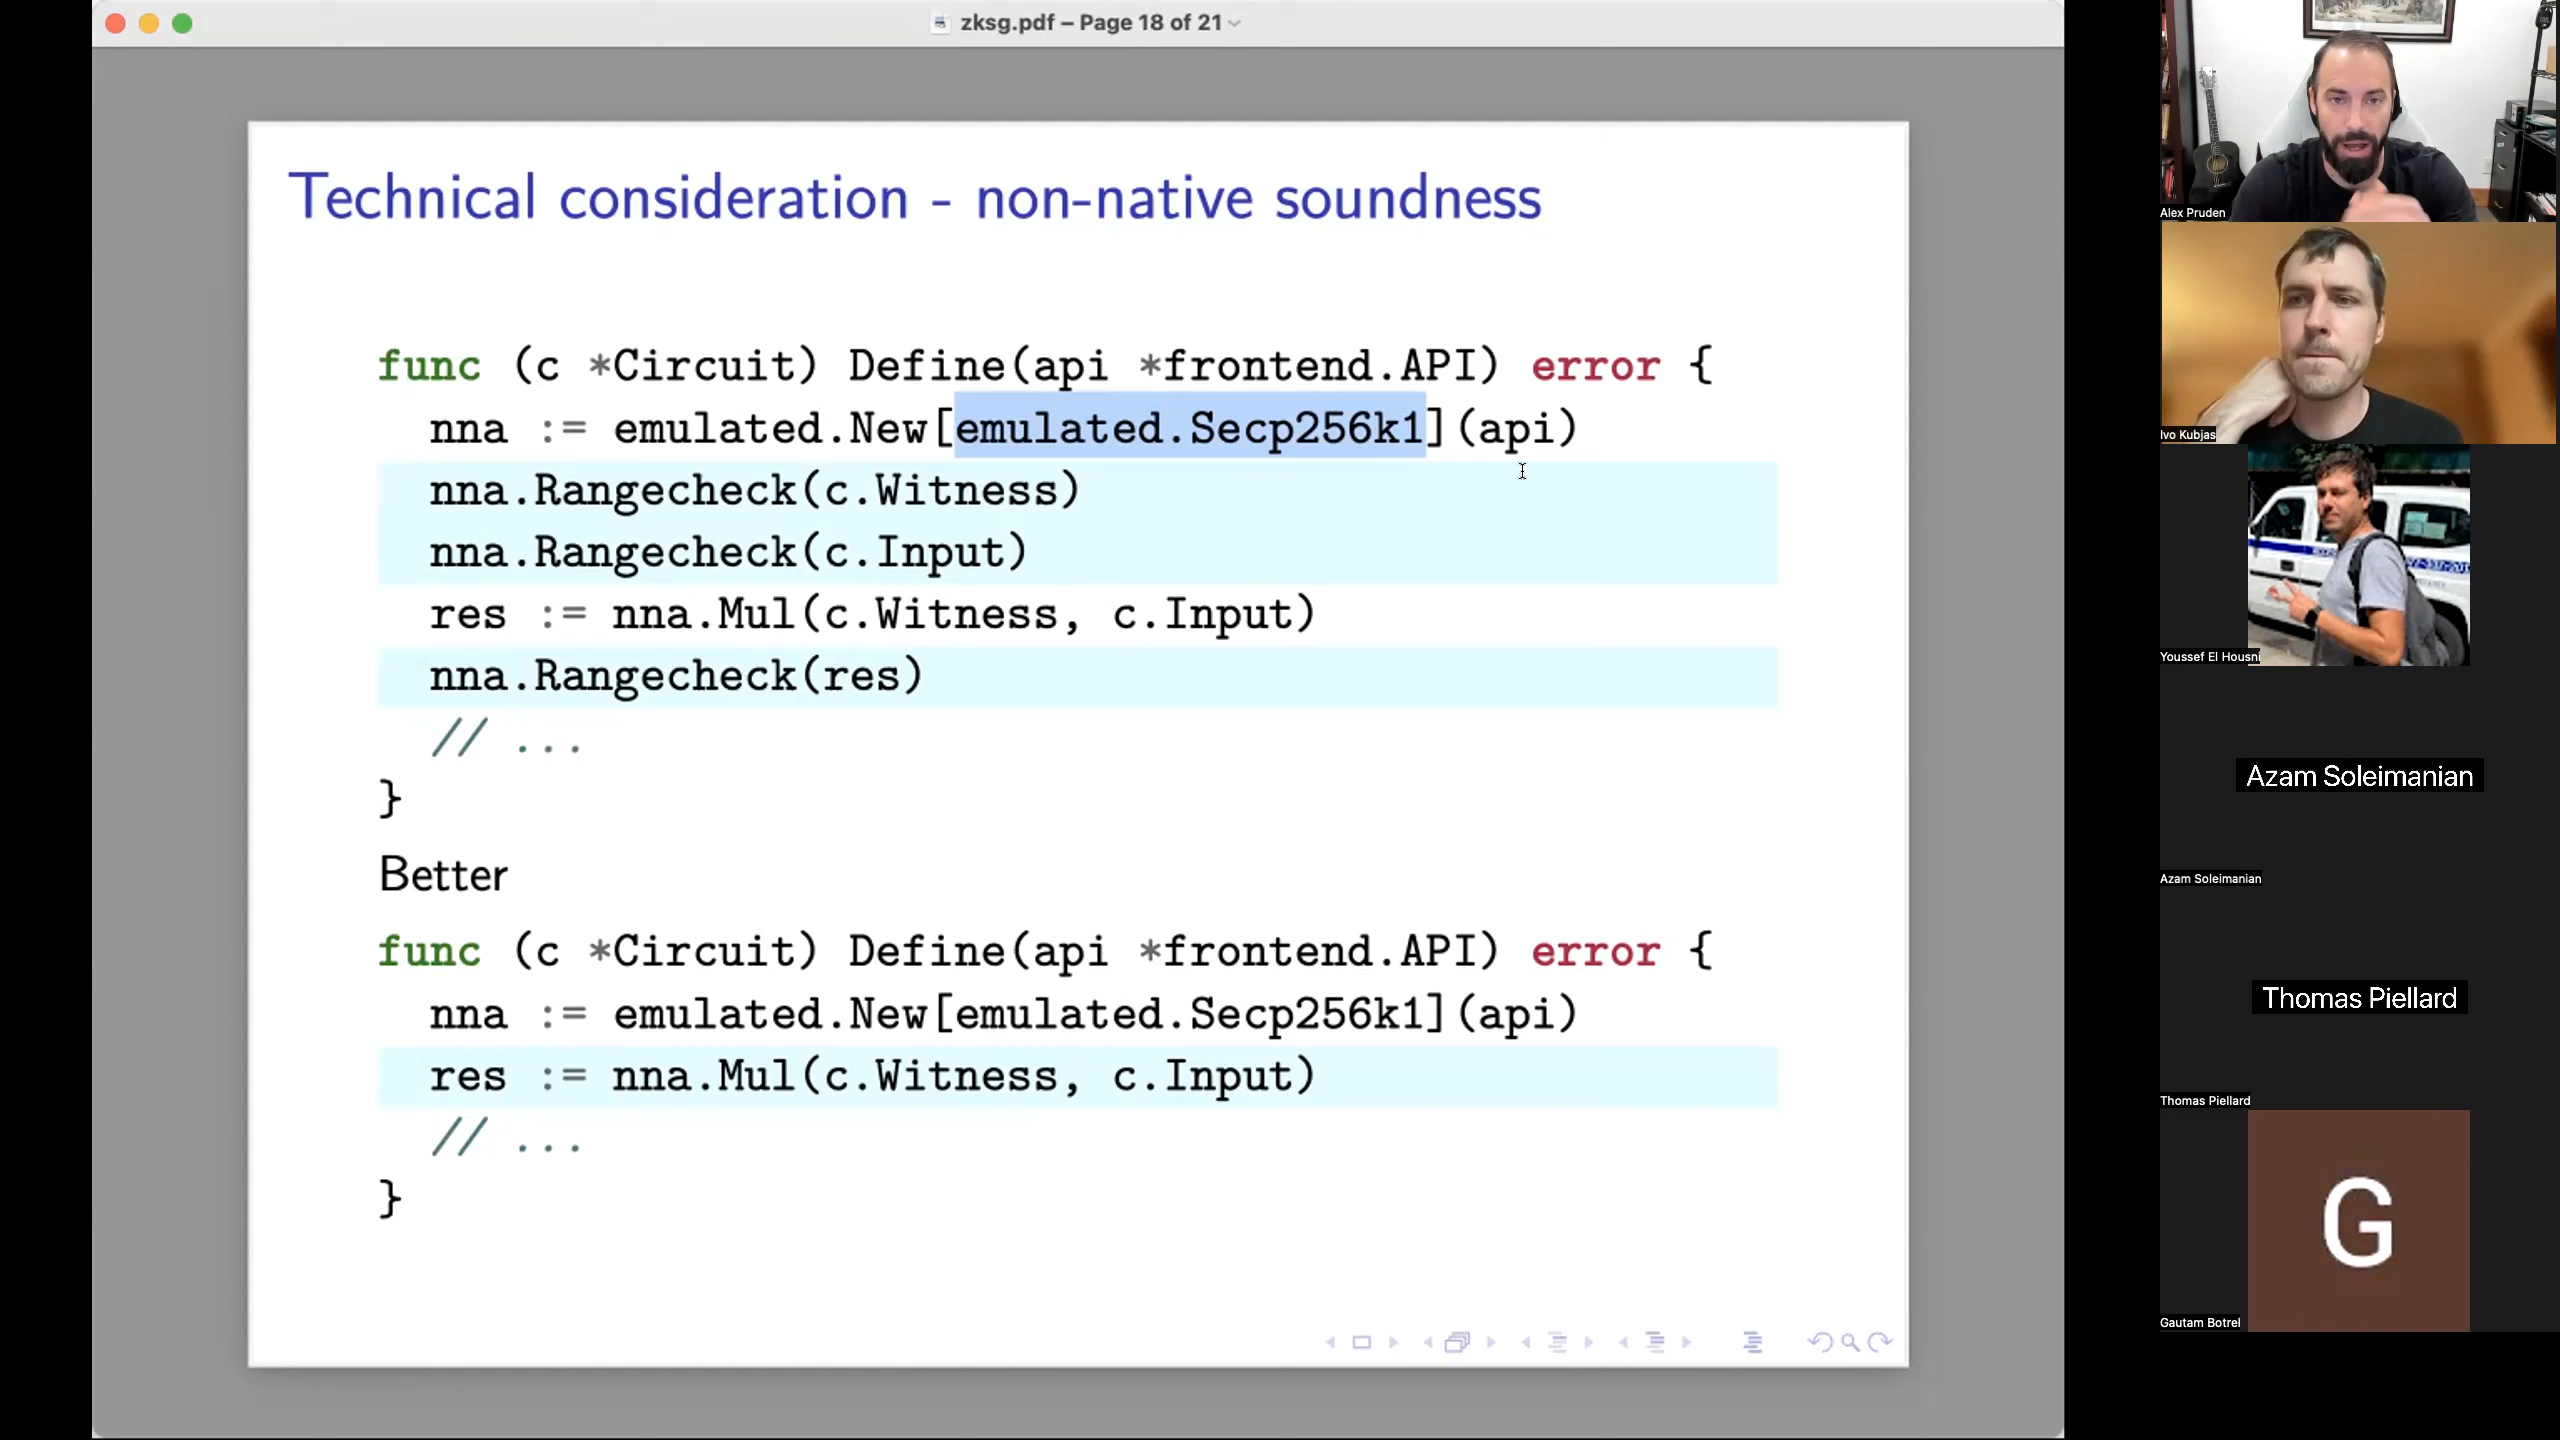 zksg.pdf – Page 18 of 21
Technical consideration - non-native soundness
func (c *Circuit) Define(api *frontend.API) error {
nna := emulated.New[emulated.Secp256k1](api)
nna.Rangecheck(c.Witness)
nna.Rangecheck(c.Input)
res := nna.Mul(c.Witness, c.Input)
nna.Rangecheck(res)
// ...
}
Better
func (c *Circuit) Define(api *frontend.API) error {
nna := emulated.New[emulated.Secp256k1](api)
res := nna.Mul(c.Witness, c.Input)
// ...
}
Alex Pruden
Ivo Kubjas
Youssef El Housni
Azam Soleimanian
Azam Soleimanian
Thomas Piellard
Thomas Piellard
G
Gautam Botrel